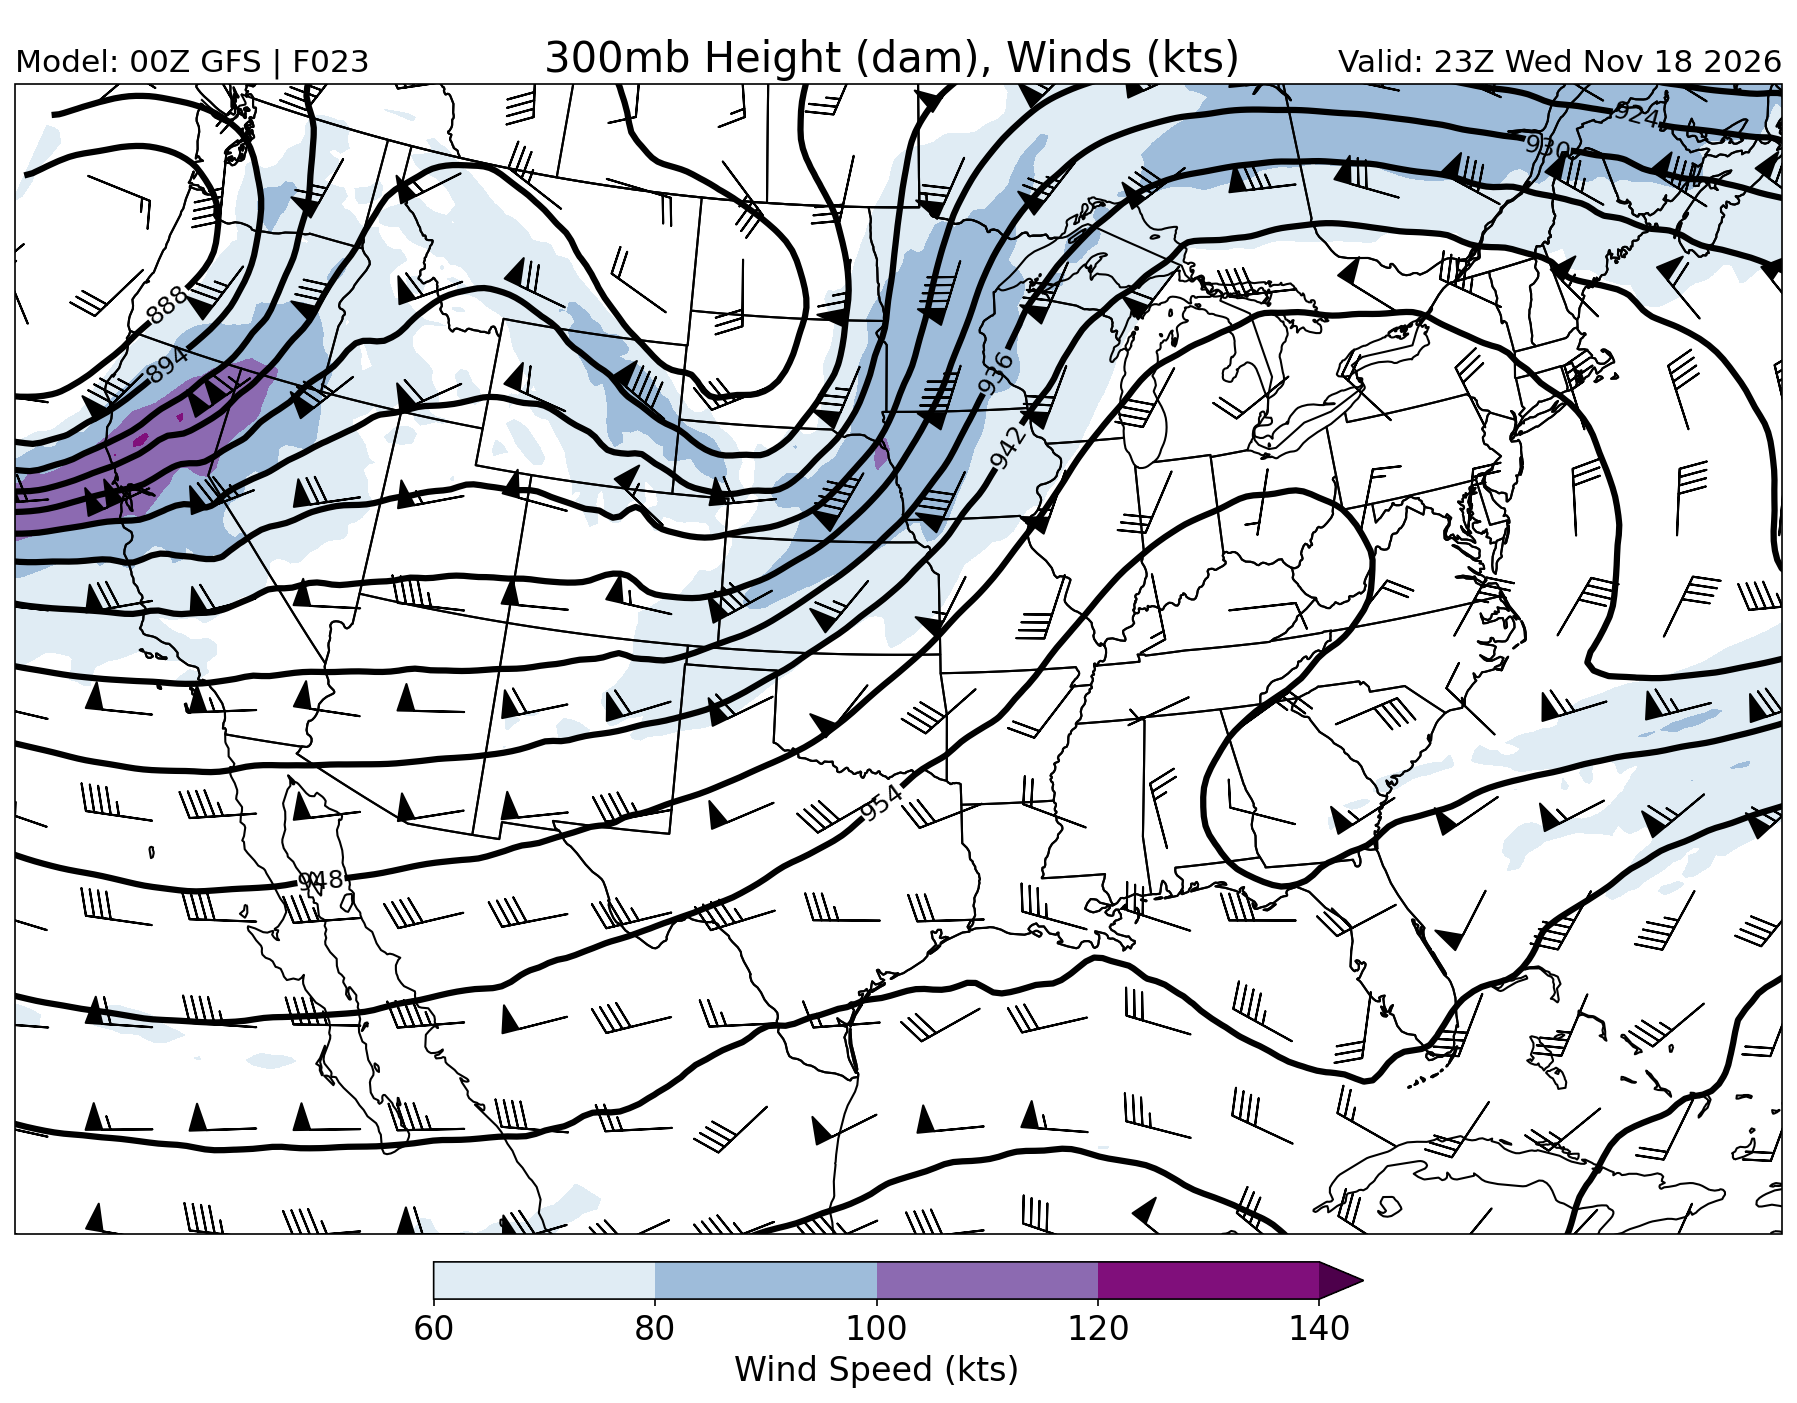 Model: 00Z GFS | F023
300mb Height (dam), Winds (kts)
Valid: 23Z Wed Nov 18 2026
924
930
888
894
936
942
954
948
60 80 100 120 140
Wind Speed (kts)